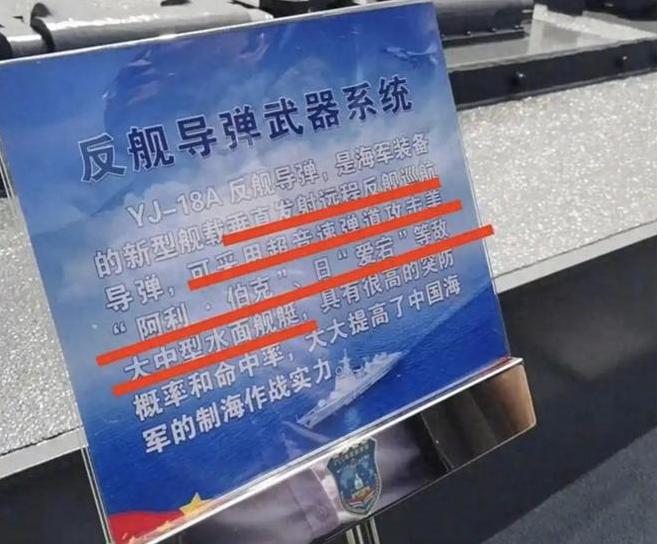 反舰导弹武器系统
YJ-18A 反舰导弹，是海军装备
的新型舰载垂直发射远程反舰巡航
导弹，可采用超音速弹道攻击美
“阿利·伯克”、日“爱宕”等敌
大中型水面舰艇，具有很高的突防
概率和命中率，大大提高了中国海
军的制海作战实力。